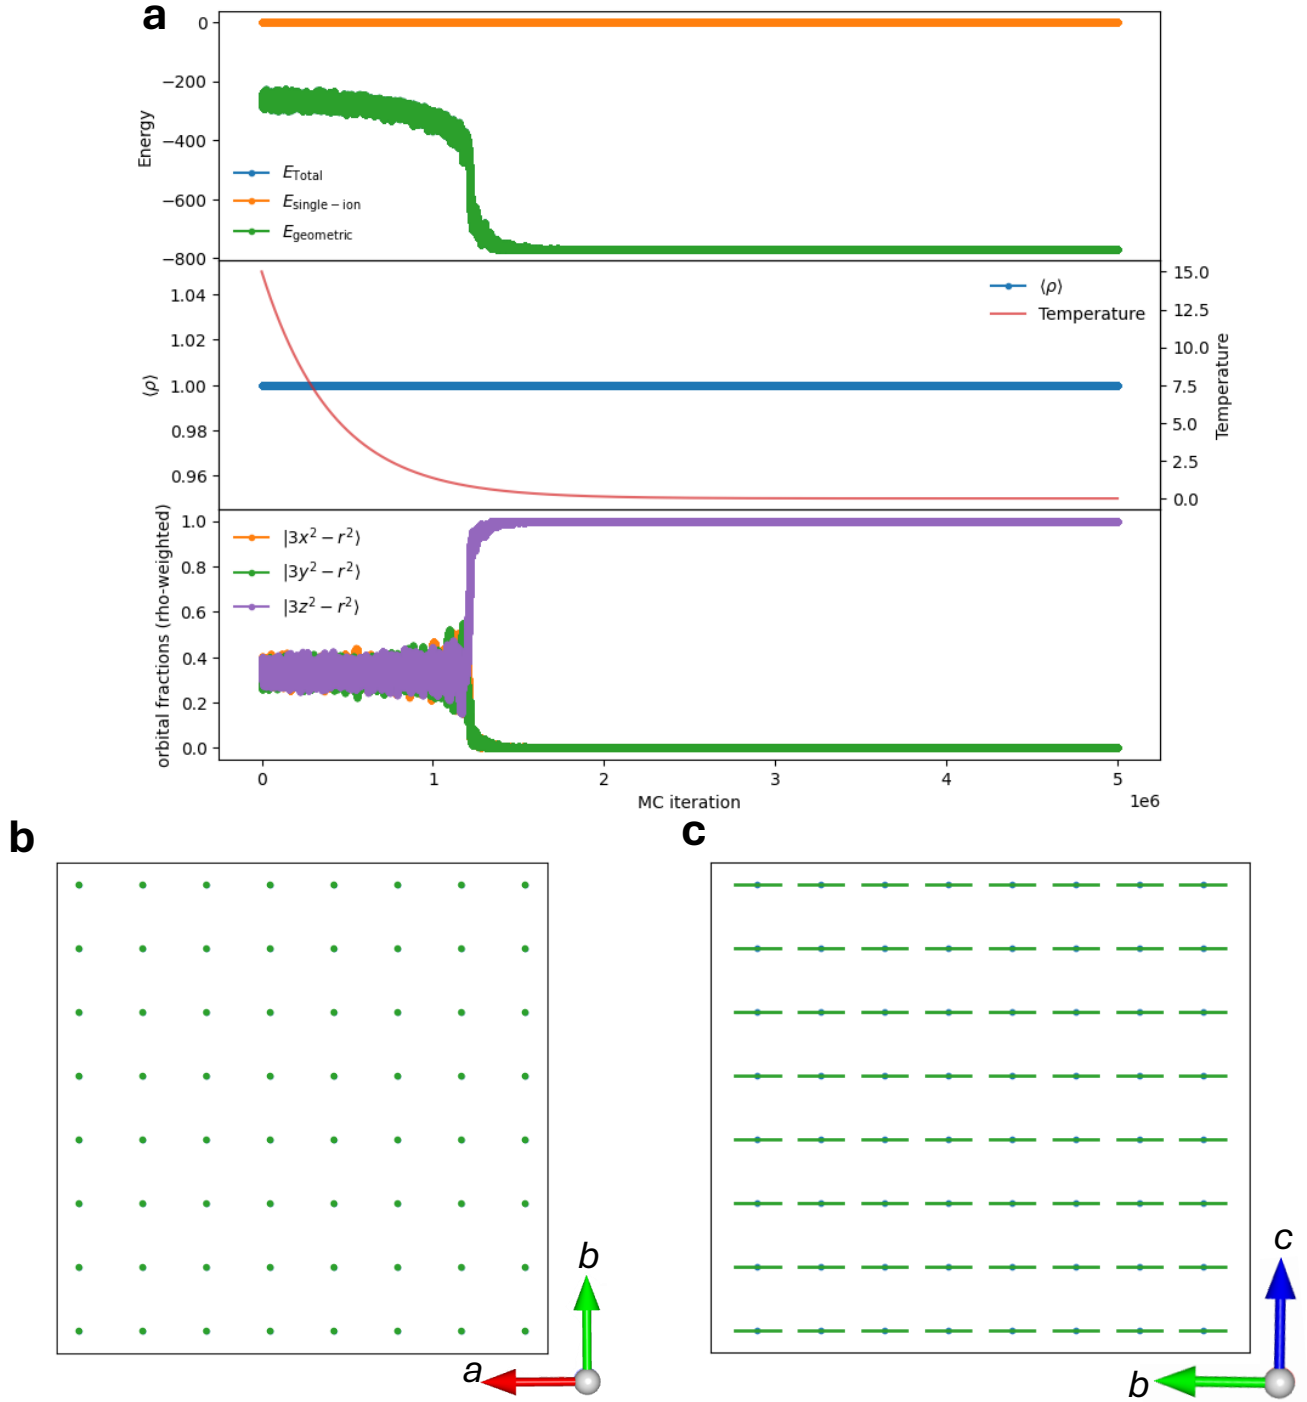 a
0
−200
−400
−600
−800
Energy
E_Total
E_single−ion
E_geometric
1.04
1.02
1.00
0.98
0.96
⟨ρ⟩
⟨ρ⟩
Temperature
15.0
12.5
10.0
7.5
5.0
2.5
0.0
Temperature
1.0
0.8
0.6
0.4
0.2
0.0
orbital fractions (rho-weighted)
|3x² − r²⟩
|3y² − r²⟩
|3z² − r²⟩
0 1 2 3 4 5
MC iteration
1e6
b
c
b
a
c
b